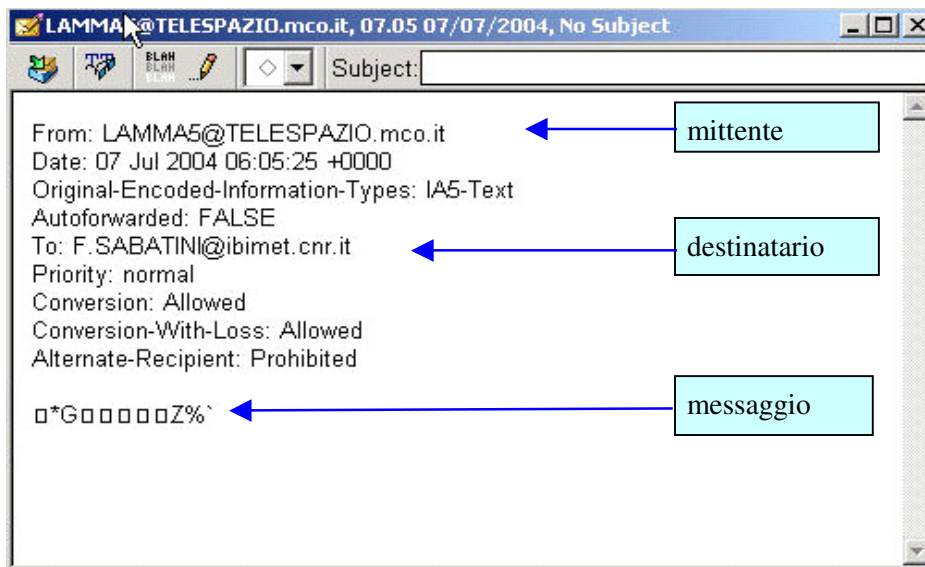 LAMMA5@TELESPAZIO.mco.it, 07.05 07/07/2004, No Subject
BLAH
BLAH
BLAH
Subject:
From: LAMMA5@TELESPAZIO.mco.it mittente
Date: 07 Jul 2004 06:05:25 +0000
Original-Encoded-Information-Types: IA5-Text
Autoforwarded: FALSE
To: F.SABATINI@ibimet.cnr.it destinatario
Priority: normal
Conversion: Allowed
Conversion-With-Loss: Allowed
Alternate-Recipient: Prohibited
▯*G▯▯▯▯▯Z%` messaggio